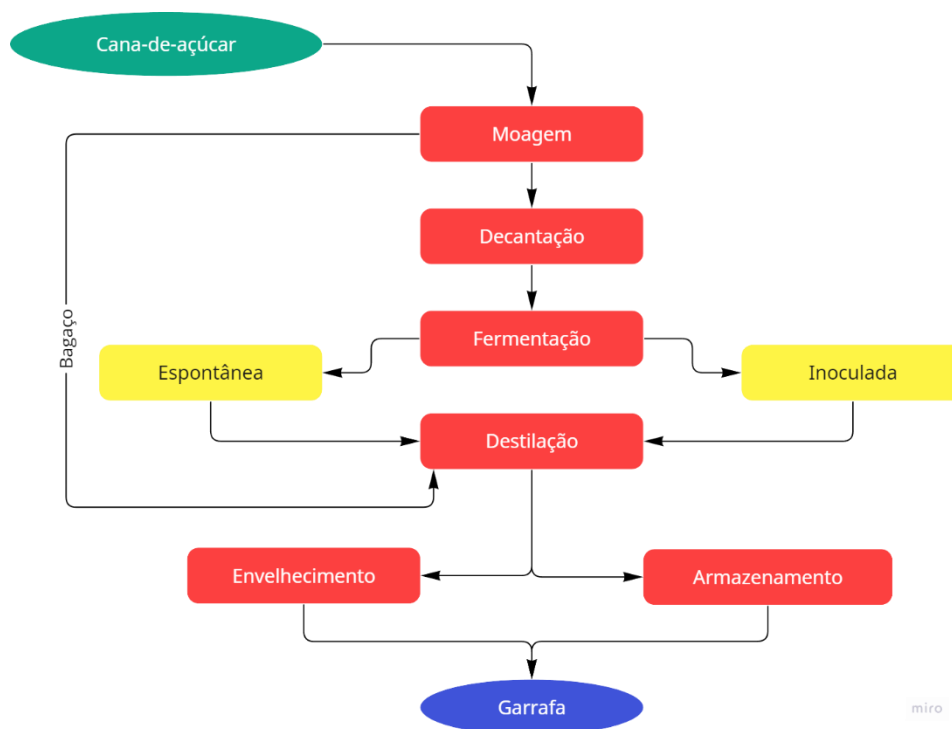 Cana-de-açúcar
Moagem
Decantação
Bagaço
Fermentação
Espontânea
Inoculada
Destilação
Envelhecimento
Armazenamento
Garrafa
miro